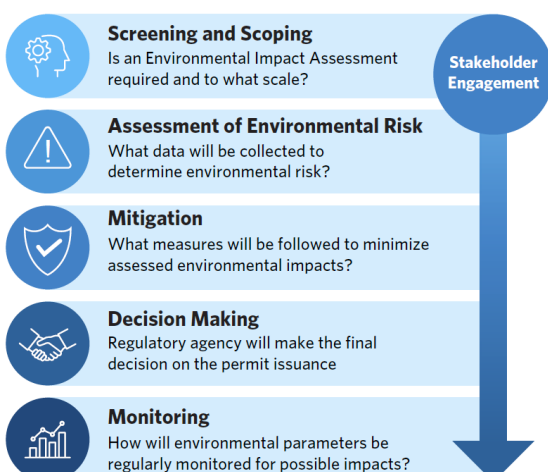 Screening and Scoping
Is an Environmental Impact Assessment
required and to what scale?
Stakeholder
Engagement
Assessment of Environmental Risk
What data will be collected to
determine environmental risk?
Mitigation
What measures will be followed to minimize
assessed environmental impacts?
Decision Making
Regulatory agency will make the final
decision on the permit issuance
Monitoring
How will environmental parameters be
regularly monitored for possible impacts?